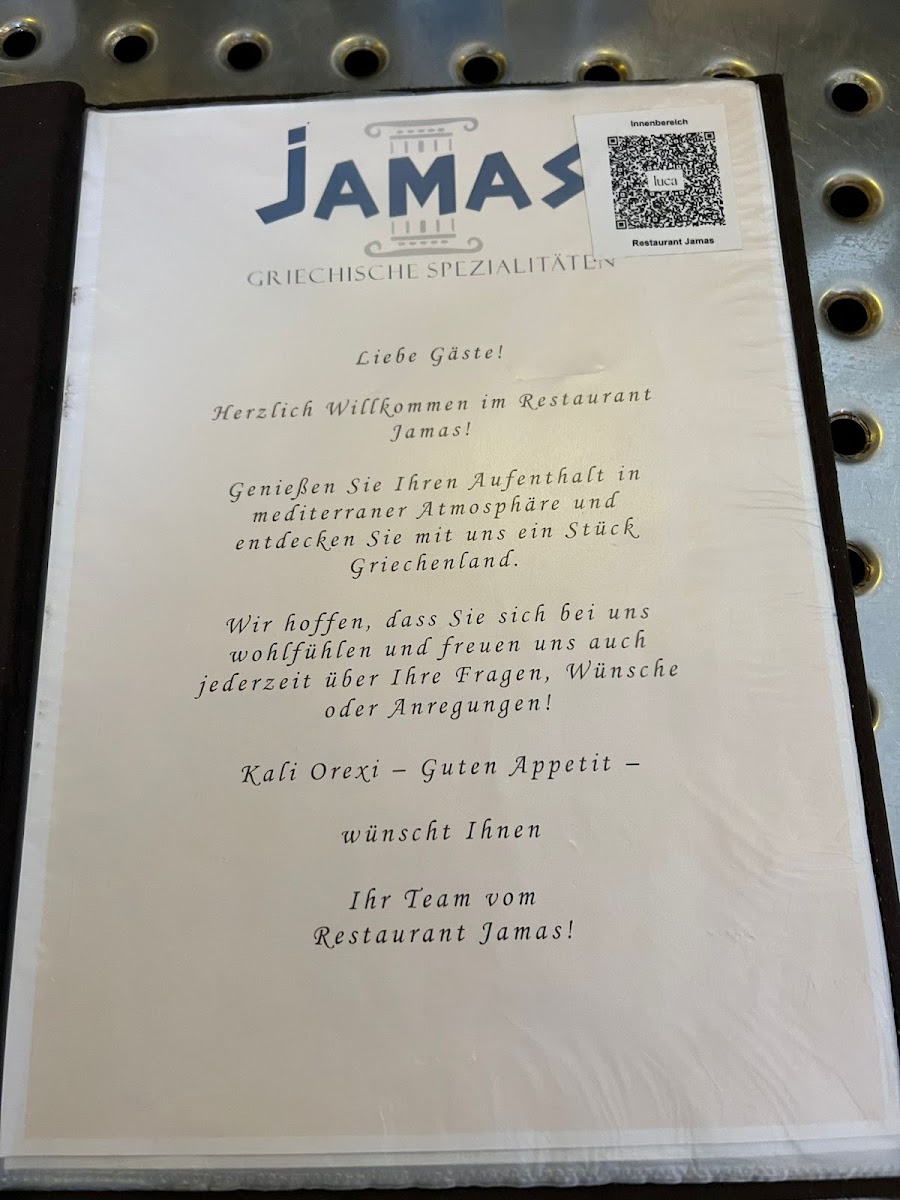 JAMAS
Innenbereich
luca
Restaurant Jamas
GRIECHISCHE SPEZIALITÄTEN
Liebe Gäste!
Herzlich Willkommen im Restaurant
Jamas!
Genießen Sie Ihren Aufenthalt in
mediterraner Atmosphäre und
entdecken Sie mit uns ein Stück
Griechenland.
Wir hoffen, dass Sie sich bei uns
wohlfühlen und freuen uns auch
jederzeit über Ihre Fragen, Wünsche
oder Anregungen!
Kali Orexi – Guten Appetit –
wünscht Ihnen
Ihr Team vom
Restaurant Jamas!